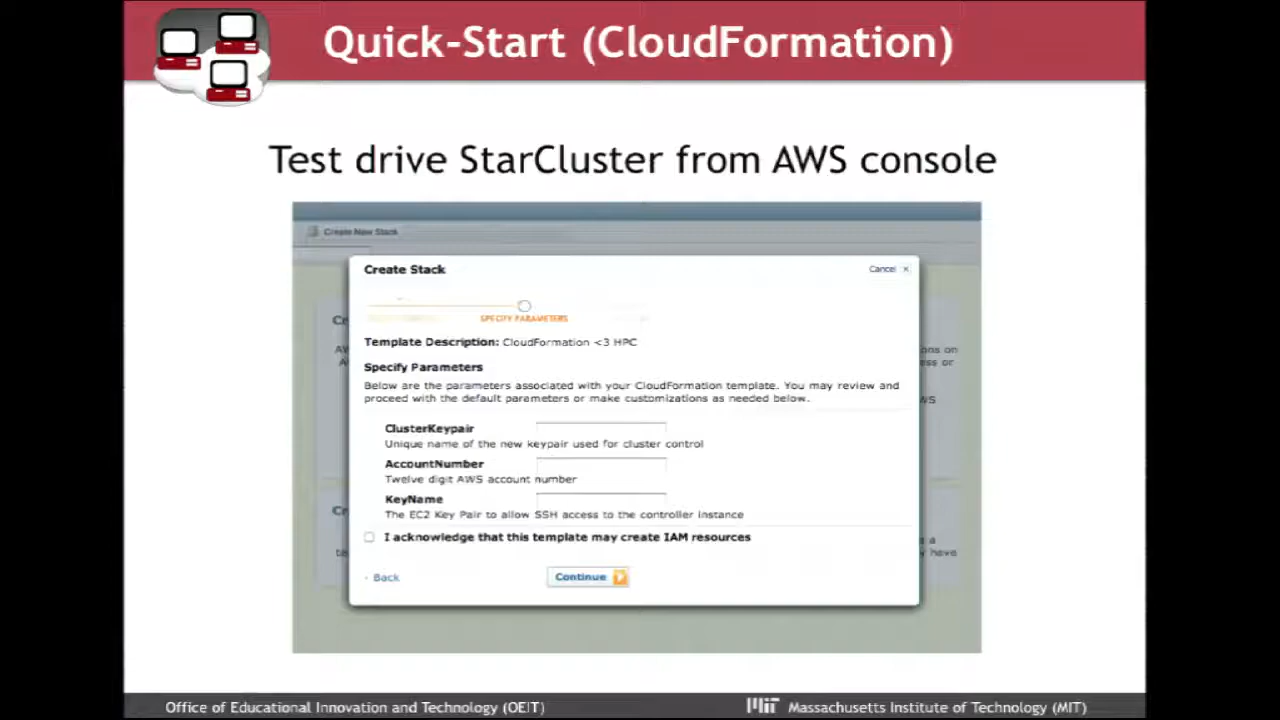 Quick-Start (CloudFormation)
Test drive StarCluster from AWS console
Create New Stack
Create Stack
Cancel ×
SPECIFY PARAMETERS
Template Description: CloudFormation <3 HPC
Specify Parameters
Below are the parameters associated with your CloudFormation template. You may review and
proceed with the default parameters or make customizations as needed below.
ClusterKeypair
Unique name of the new keypair used for cluster control
AccountNumber
Twelve digit AWS account number
KeyName
The EC2 Key Pair to allow SSH access to the controller instance
I acknowledge that this template may create IAM resources
Back
Continue
Office of Educational Innovation and Technology (OEIT)
MIT Massachusetts Institute of Technology (MIT)